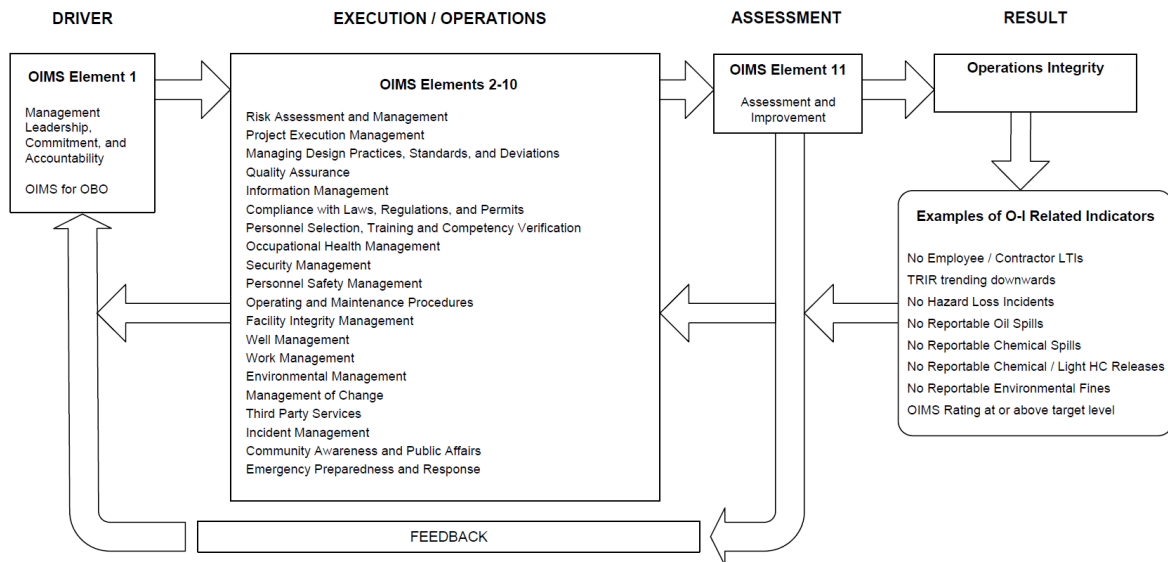 DRIVER
EXECUTION / OPERATIONS
ASSESSMENT
RESULT
OIMS Element 1
Management
Leadership,
Commitment, and
Accountability
OIMS for OBO
OIMS Elements 2-10
Risk Assessment and Management
Project Execution Management
Managing Design Practices, Standards, and Deviations
Quality Assurance
Information Management
Compliance with Laws, Regulations, and Permits
Personnel Selection, Training and Competency Verification
Occupational Health Management
Security Management
Personnel Safety Management
Operating and Maintenance Procedures
Facility Integrity Management
Well Management
Work Management
Environmental Management
Management of Change
Third Party Services
Incident Management
Community Awareness and Public Affairs
Emergency Preparedness and Response
OIMS Element 11
Assessment and
Improvement
Operations Integrity
Examples of O-I Related Indicators
No Employee / Contractor LTIs
TRIR trending downwards
No Hazard Loss Incidents
No Reportable Oil Spills
No Reportable Chemical Spills
No Reportable Chemical / Light HC Releases
No Reportable Environmental Fines
OIMS Rating at or above target level
FEEDBACK